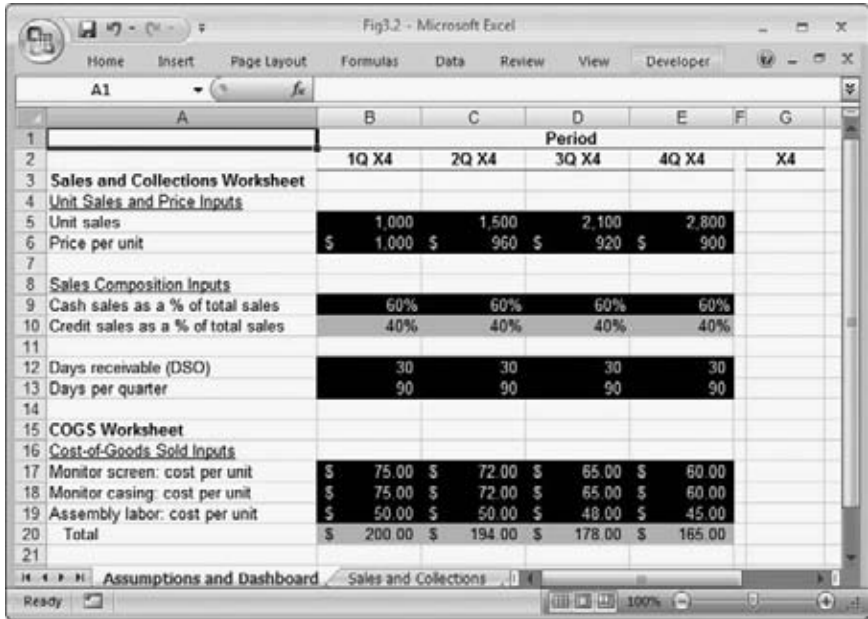 Fig3.2 - Microsoft Excel
Home Insert Page Layout Formulas Data Review View Developer
A1 fx
A B C D E F G
1 Period
2 1Q X4 2Q X4 3Q X4 4Q X4 X4
3 Sales and Collections Worksheet
4 Unit Sales and Price Inputs
5 Unit sales 1,000 1,500 2,100 2,800
6 Price per unit $ 1,000 $ 960 $ 920 $ 900
7
8 Sales Composition Inputs
9 Cash sales as a % of total sales 60% 60% 60% 60%
10 Credit sales as a % of total sales 40% 40% 40% 40%
11
12 Days receivable (DSO) 30 30 30 30
13 Days per quarter 90 90 90 90
14
15 COGS Worksheet
16 Cost-of-Goods Sold Inputs
17 Monitor screen: cost per unit $ 75.00 $ 72.00 $ 65.00 $ 60.00
18 Monitor casing: cost per unit $ 75.00 $ 72.00 $ 65.00 $ 60.00
19 Assembly labor: cost per unit $ 50.00 $ 50.00 $ 48.00 $ 45.00
20 Total $ 200.00 $ 194.00 $ 178.00 $ 165.00
21
Assumptions and Dashboard Sales and Collections
Ready 100%